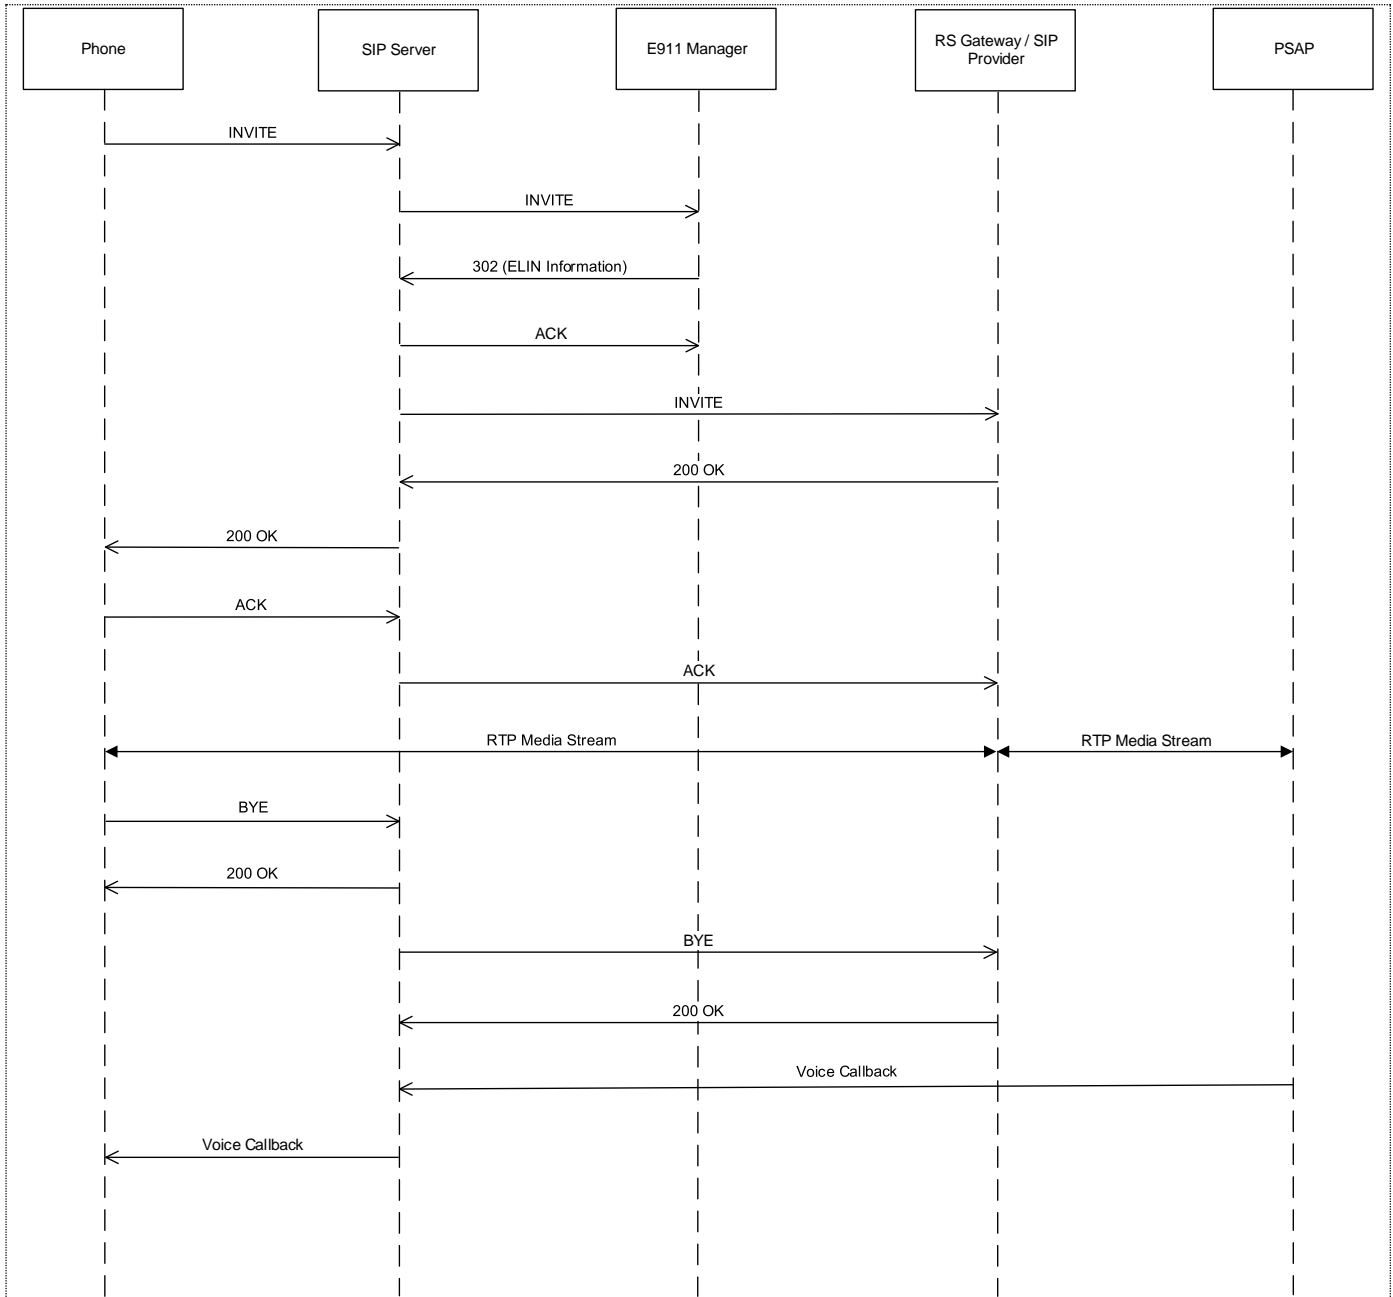 Phone
SIP Server
E911 Manager
RS Gateway / SIP
Provider
PSAP
INVITE
INVITE
302 (ELIN Information)
ACK
INVITE
200 OK
200 OK
ACK
ACK
RTP Media Stream
RTP Media Stream
BYE
200 OK
BYE
200 OK
Voice Callback
Voice Callback